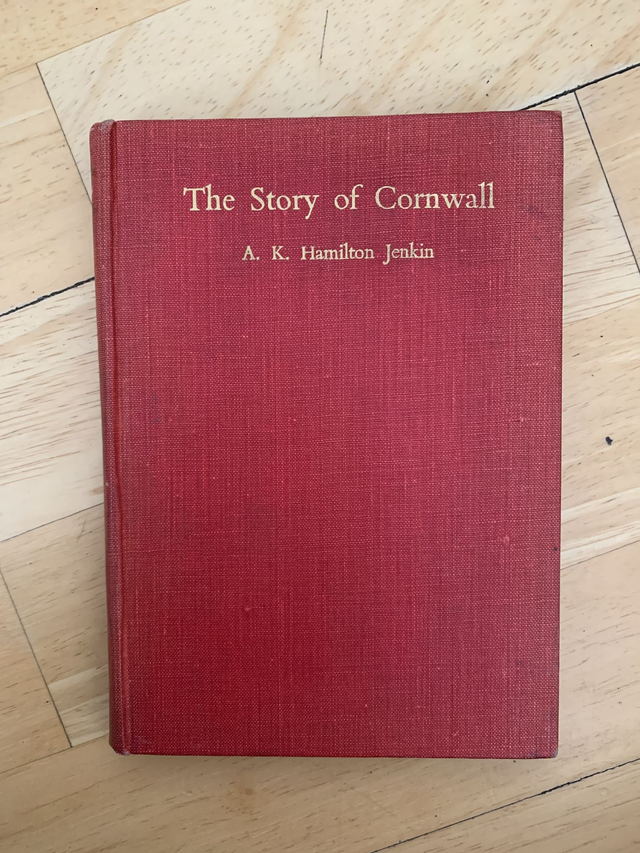 The Story of Cornwall
A. K. Hamilton Jenkin